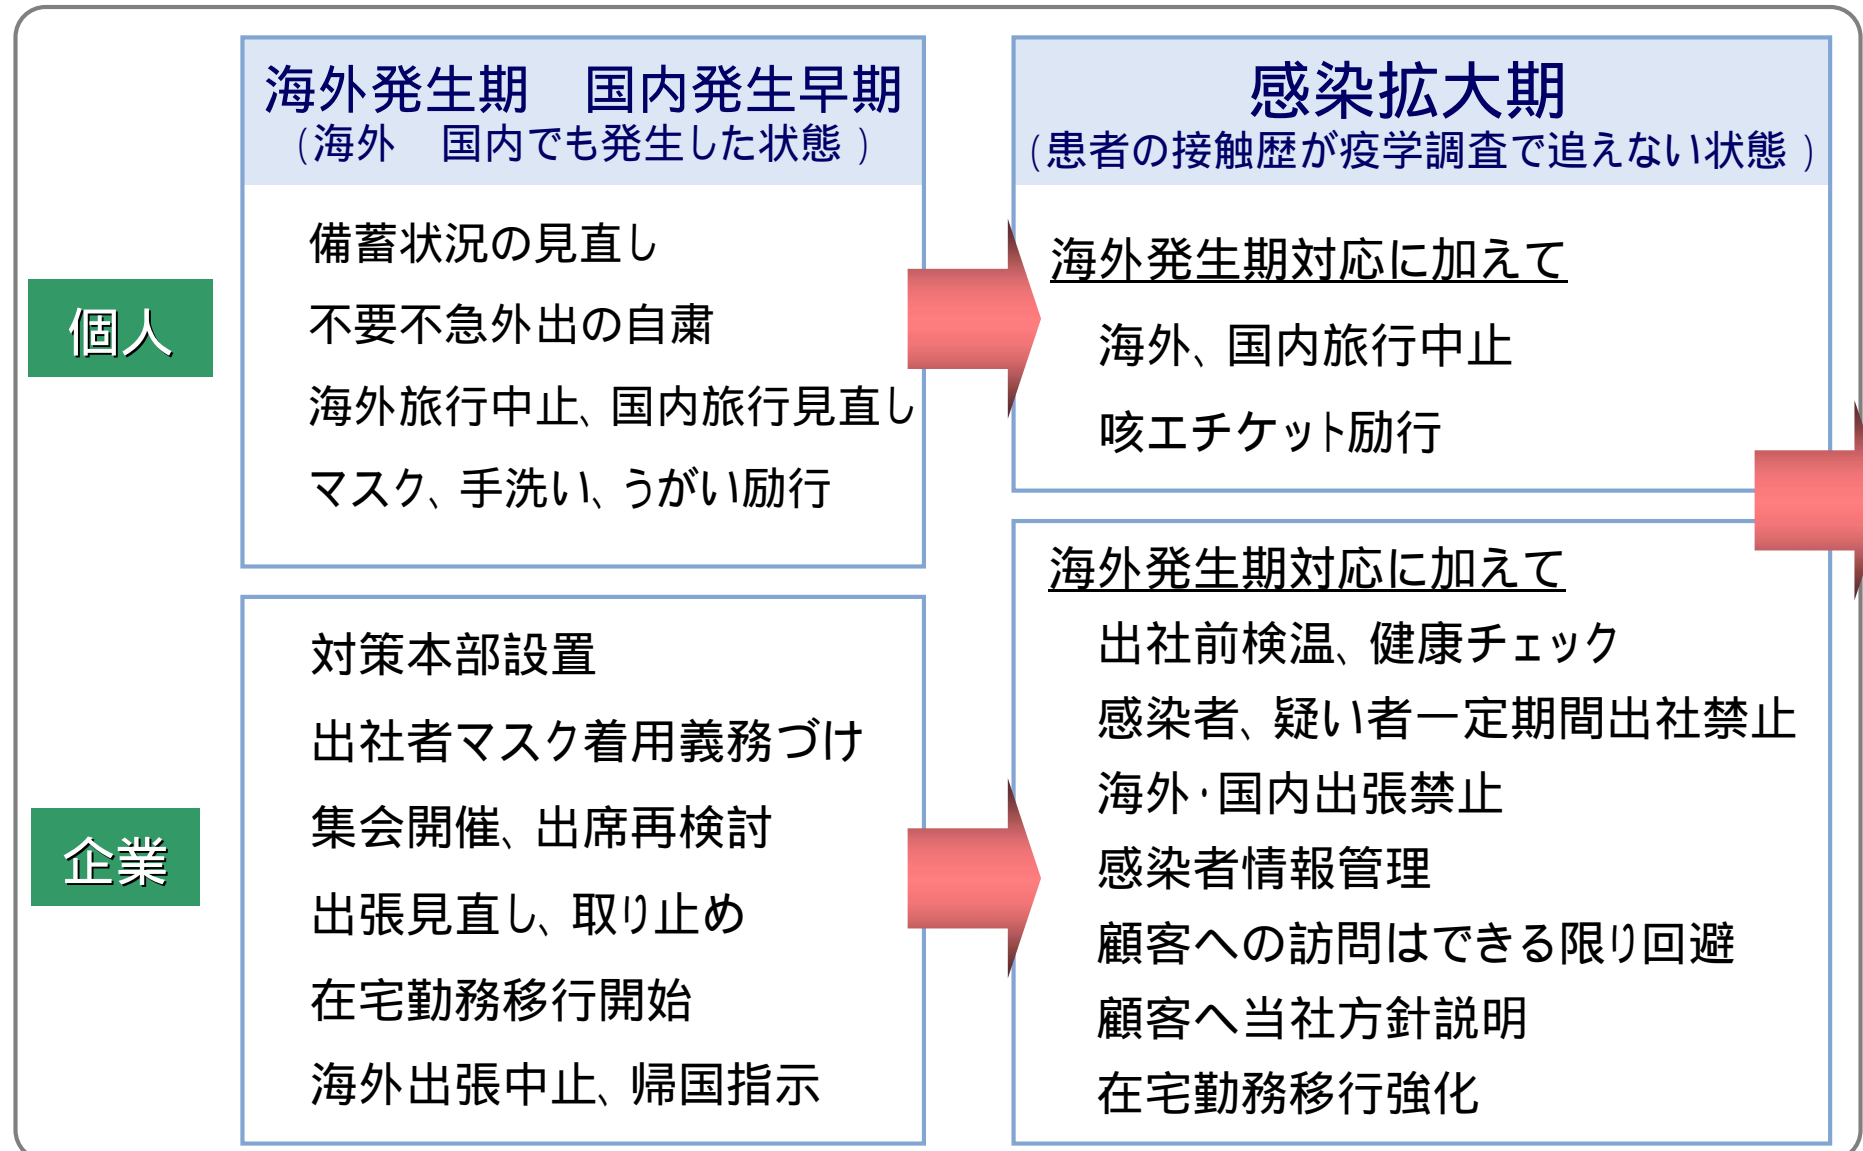 海外発生期　国内発生早期
(海外　国内でも発生した状態)
感染拡大期
(患者の接触歴が疫学調査で追えない状態)
個人
備蓄状況の見直し
不要不急外出の自粛
海外旅行中止、国内旅行見直し
マスク、手洗い、うがい励行
海外発生期対応に加えて
海外、国内旅行中止
咳エチケット励行
企業
対策本部設置
出社者マスク着用義務づけ
集会開催、出席再検討
出張見直し、取り止め
在宅勤務移行開始
海外出張中止、帰国指示
海外発生期対応に加えて
出社前検温、健康チェック
感染者、疑い者一定期間出社禁止
海外・国内出張禁止
感染者情報管理
顧客への訪問はできる限り回避
顧客へ当社方針説明
在宅勤務移行強化